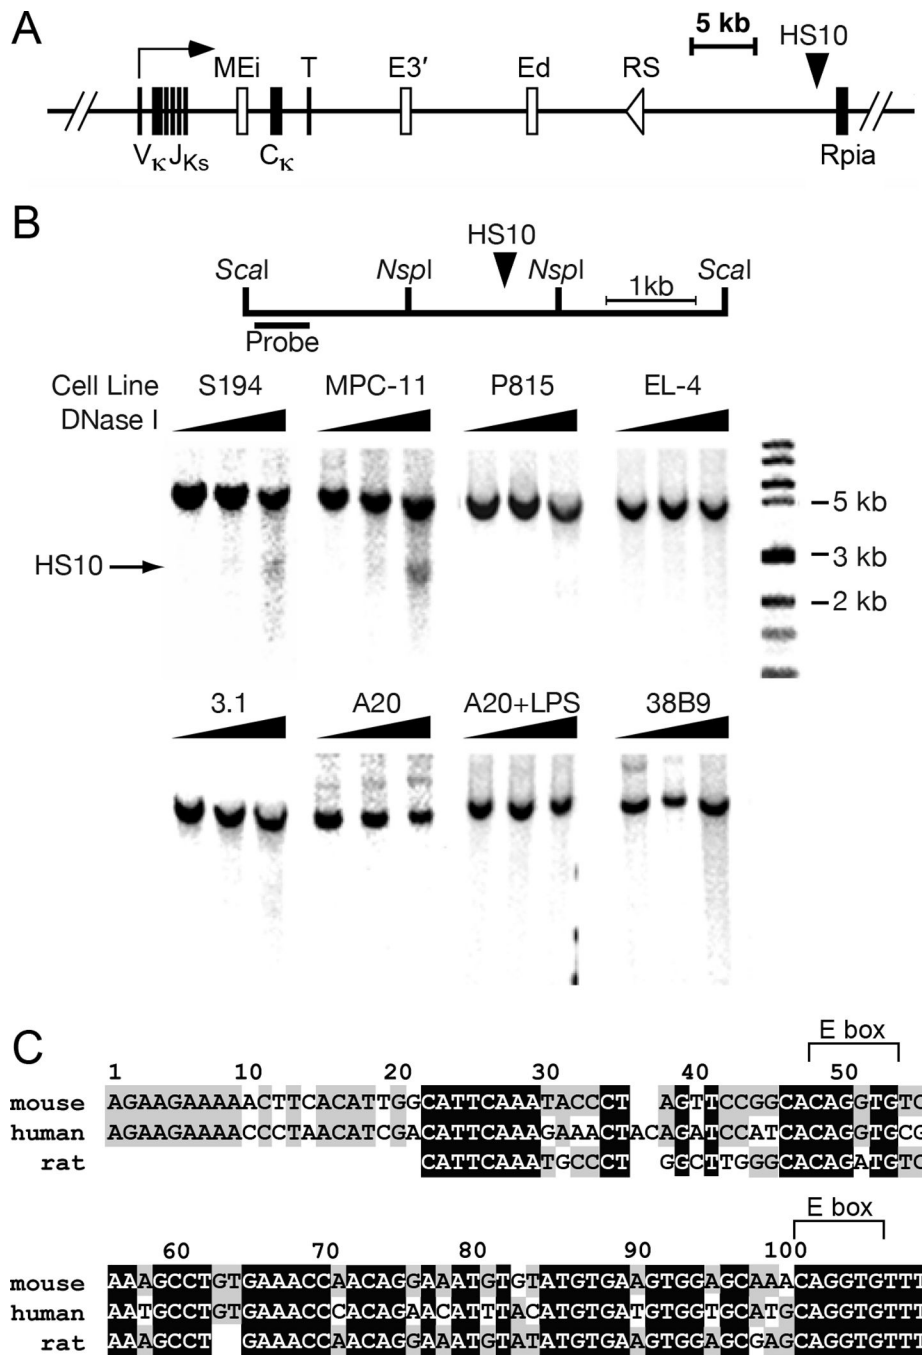 A
5 kb
HS10
MEi T E3′ Ed RS
Vκ JKs Cκ Rpia
B
HS10
ScaI NspI NspI ScaI
1kb
Probe
Cell Line S194 MPC-11 P815 EL-4
DNase I
5 kb
HS10
3 kb
2 kb
3.1 A20 A20+LPS 38B9
C
E box
1 10 20 30 40 50
mouse AGAAGAAAAACTTCACATTGGCATTCAAATACCCT AGTTCCGGCACAGGTGTC
human AGAAGAAAACCCTAACATCGACATTCAAAGAAACTACAGATCCATCACAGGTGCG
rat CATTCAAATGCCCT GGCTTGGGCACAGATGTC
E box
60 70 80 90 100
mouse AAAGCCTGTGAAACCAACAGGAAATGTGTATGTGAAGTGGAGCAAACAGGTGTTT
human AATGCCTGTGAAACCCACAGAACATTTACATGTGATGTGGTGCATGCAGGTGTTT
rat AAAGCCT GAAACCAACAGGAAATGTATATGTGAAGTGGAGCGAGCAGGTGTTT